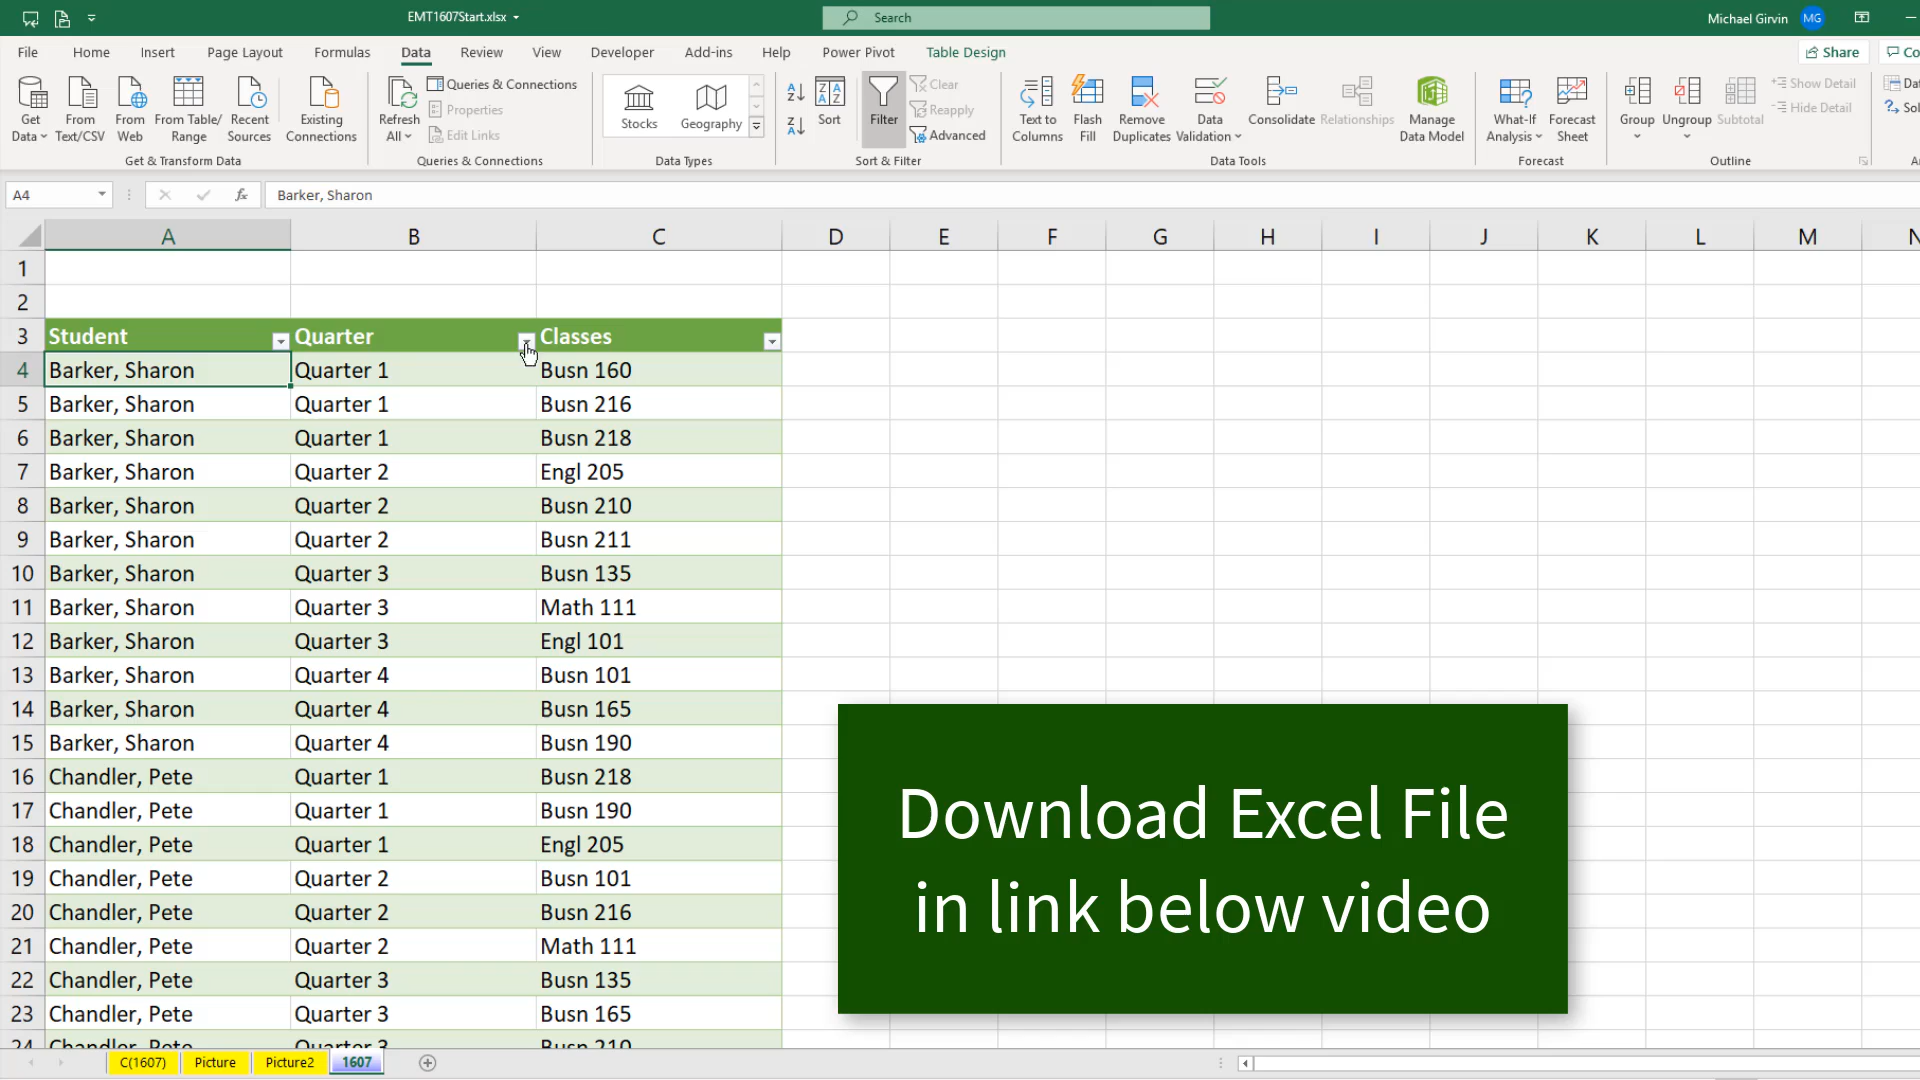 EMT1607Start.xlsx
Search
Michael Girvin
MG
File Home Insert Page Layout Formulas Data Review View Developer Add-ins Help Power Pivot Table Design
Share
Co
Get Data
From Text/CSV
From Web
From Table/ Range
Recent Sources
Existing Connections
Get & Transform Data
Refresh All
Queries & Connections
Properties
Edit Links
Queries & Connections
Stocks
Geography
Data Types
Sort
Filter
Clear
Reapply
Advanced
Sort & Filter
Text to Columns
Flash Fill
Remove Duplicates
Data Validation
Consolidate
Relationships
Manage Data Model
Data Tools
What-If Analysis
Forecast Sheet
Forecast
Group
Ungroup
Subtotal
Show Detail
Hide Detail
Outline
Dat
Sol
A4
fx
Barker, Sharon
A B C D E F G H I J K L M N
1
2
3 Student Quarter Classes
4 Barker, Sharon Quarter 1 Busn 160
5 Barker, Sharon Quarter 1 Busn 216
6 Barker, Sharon Quarter 1 Busn 218
7 Barker, Sharon Quarter 2 Engl 205
8 Barker, Sharon Quarter 2 Busn 210
9 Barker, Sharon Quarter 2 Busn 211
10 Barker, Sharon Quarter 3 Busn 135
11 Barker, Sharon Quarter 3 Math 111
12 Barker, Sharon Quarter 3 Engl 101
13 Barker, Sharon Quarter 4 Busn 101
14 Barker, Sharon Quarter 4 Busn 165
15 Barker, Sharon Quarter 4 Busn 190
16 Chandler, Pete Quarter 1 Busn 218
17 Chandler, Pete Quarter 1 Busn 190
18 Chandler, Pete Quarter 1 Engl 205
19 Chandler, Pete Quarter 2 Busn 101
20 Chandler, Pete Quarter 2 Busn 216
21 Chandler, Pete Quarter 2 Math 111
22 Chandler, Pete Quarter 3 Busn 135
23 Chandler, Pete Quarter 3 Busn 165
24 Chandler, Pete Quarter 3 Busn 210
Download Excel File
in link below video
C(1607) Picture Picture2 1607